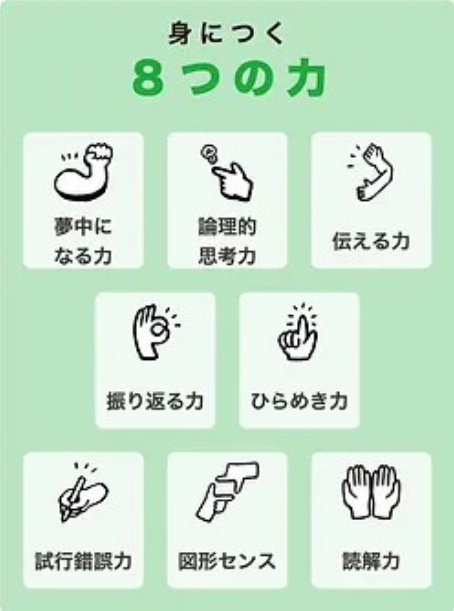 身につく
8つの力
夢中に
なる力
論理的
思考力
伝える力
振り返る力
ひらめき力
試行錯誤力
図形センス
読解力